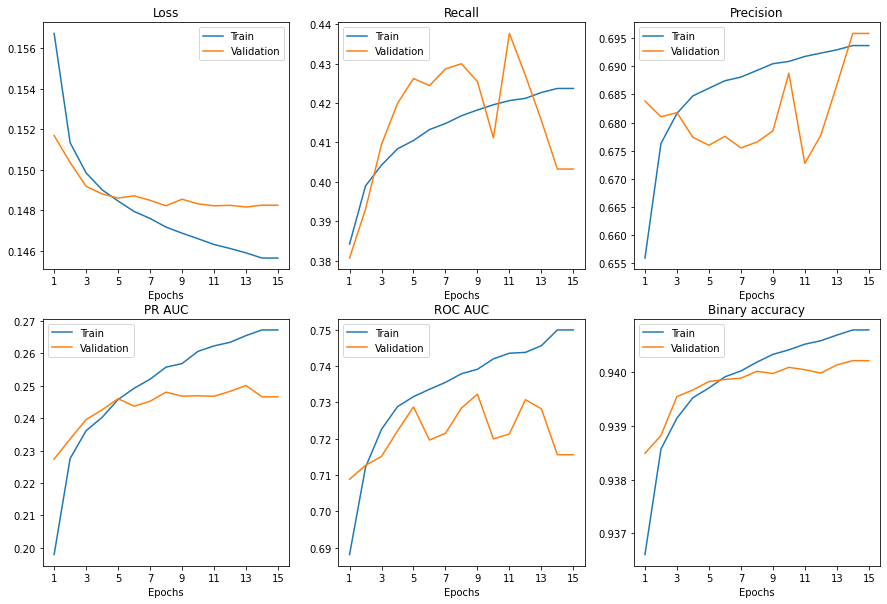 Loss
Train
Validation
0.156
0.154
0.152
0.150
0.148
0.146
1 3 5 7 9 11 13 15
Epochs
Recall
Train
Validation
0.44
0.43
0.42
0.41
0.40
0.39
0.38
1 3 5 7 9 11 13 15
Epochs
Precision
Train
Validation
0.695
0.690
0.685
0.680
0.675
0.670
0.665
0.660
0.655
1 3 5 7 9 11 13 15
Epochs
PR AUC
Train
Validation
0.27
0.26
0.25
0.24
0.23
0.22
0.21
0.20
1 3 5 7 9 11 13 15
Epochs
ROC AUC
Train
Validation
0.75
0.74
0.73
0.72
0.71
0.70
0.69
1 3 5 7 9 11 13 15
Epochs
Binary accuracy
Train
Validation
0.940
0.939
0.938
0.937
1 3 5 7 9 11 13 15
Epochs